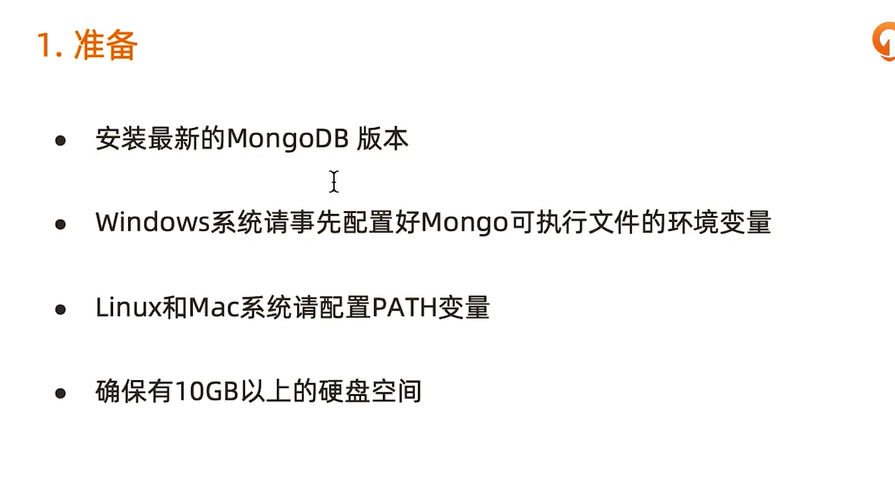 1. 准备
● 安装最新的MongoDB 版本
● Windows系统请事先配置好Mongo可执行文件的环境变量
● Linux和Mac系统请配置PATH变量
● 确保有10GB以上的硬盘空间